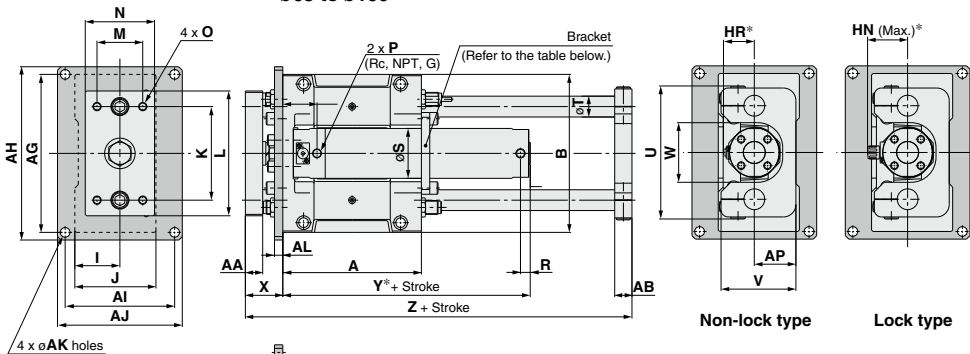 N
M
4 x O
2 x P
(Rc, NPT, G)
Bracket
(Refer to the table below.)
HR*
HN (Max.)*
AH
AG
K
L
øS
B
øT
U
W
I
J
AI
AJ
4 x øAK holes
AA
AL
A
X
Y* + Stroke
R
Z + Stroke
AB
AP
V
Non-lock type
Lock type